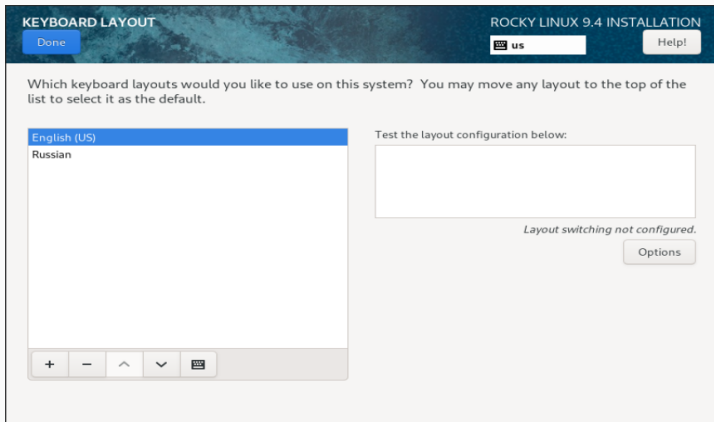 KEYBOARD LAYOUT
Done
ROCKY LINUX 9.4 INSTALLATION
us
Help!
Which keyboard layouts would you like to use on this system? You may move any layout to the top of the
list to select it as the default.
English (US)
Russian
Test the layout configuration below:
Layout switching not configured.
Options